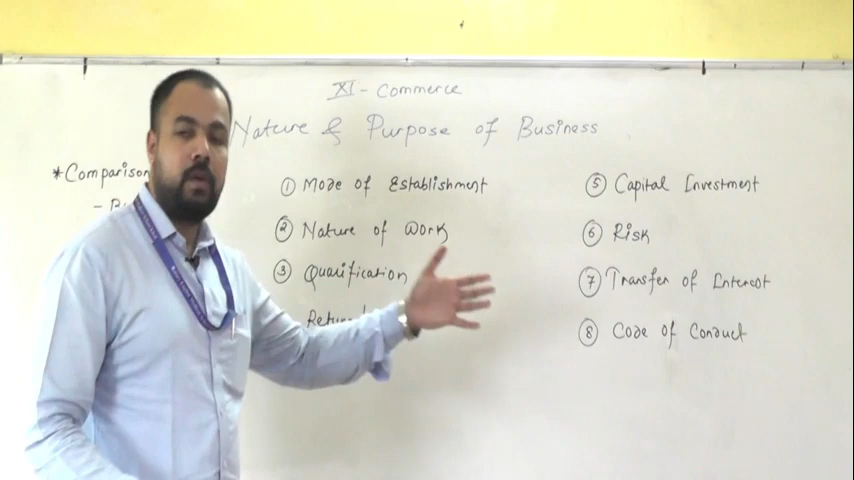 XI - Commerce
Nature & Purpose of Business
*Comparison
① Mode of Establishment
② Nature of Work
③ Qualification
⑤ Capital Investment
⑥ Risk
⑦ Transfer of Interest
⑧ Code of Conduct